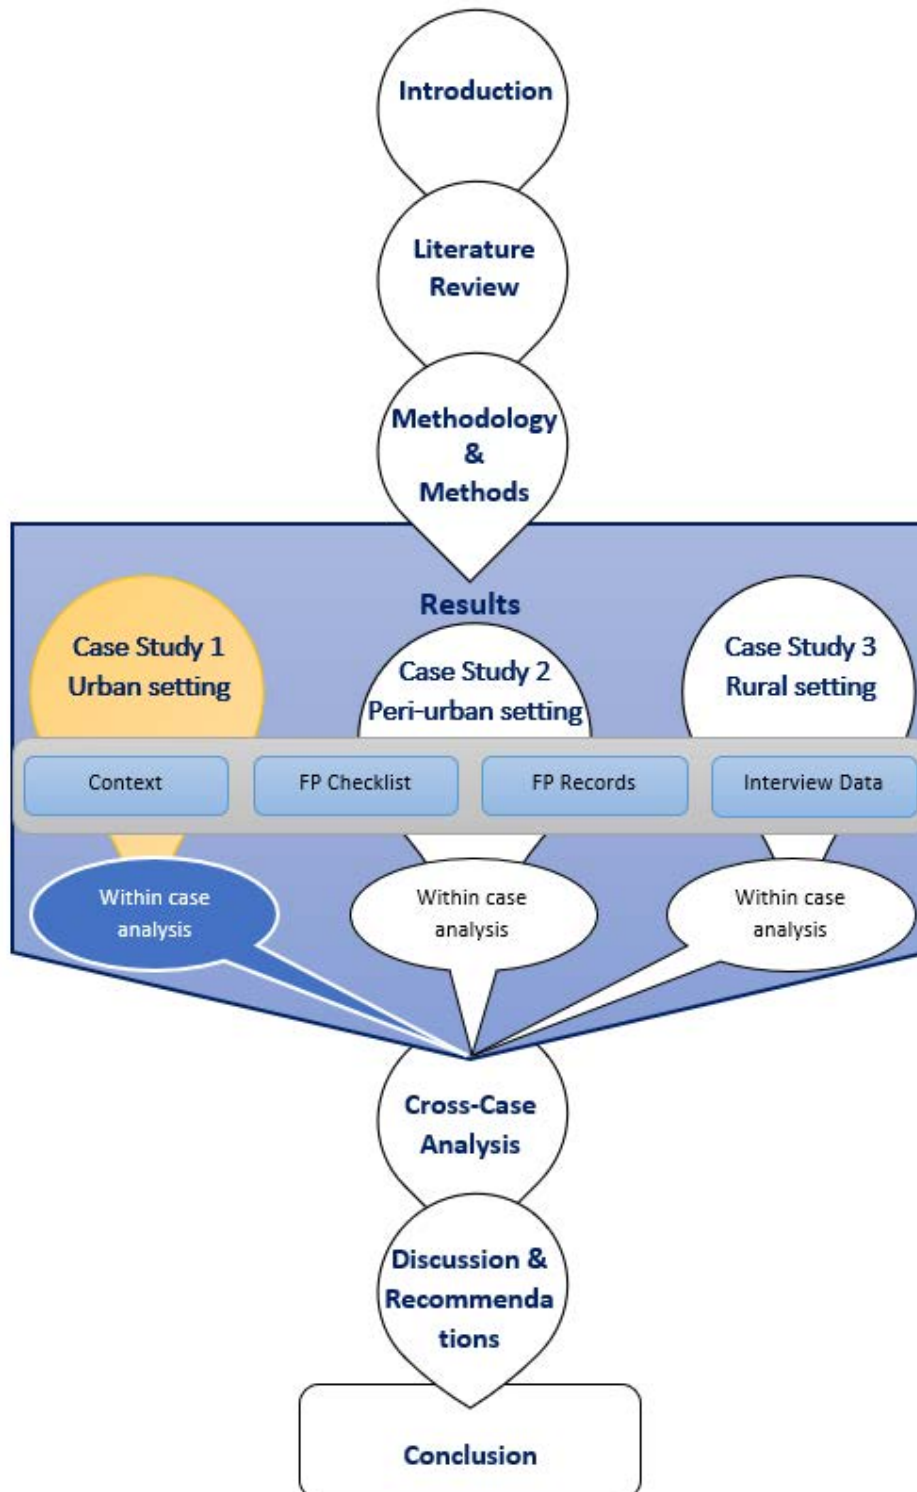 Introduction
Literature
Review
Methodology
&
Methods
Results
Case Study 1
Urban setting
Case Study 2
Peri-urban setting
Case Study 3
Rural setting
Context
FP Checklist
FP Records
Interview Data
Within case
analysis
Within case
analysis
Within case
analysis
Cross-Case
Analysis
Discussion &
Recommenda
tions
Conclusion